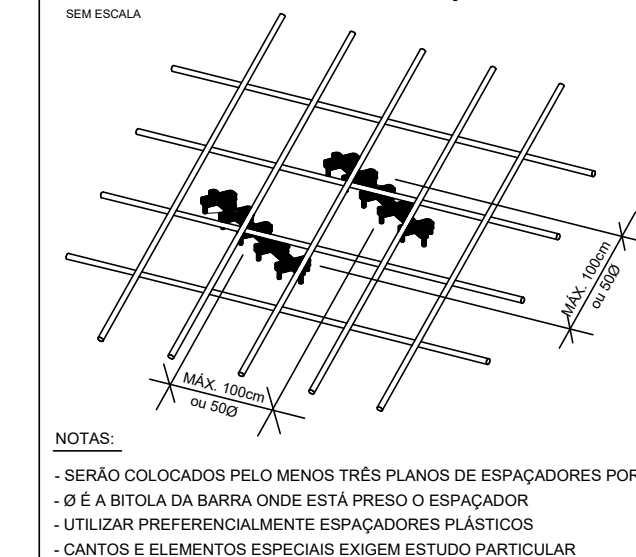 SEM ESCALA
MÁX. 100cm
ou 50Ø
MÁX. 100cm
ou 50Ø
NOTAS:
- SERÃO COLOCADOS PELO MENOS TRÊS PLANOS DE ESPAÇADORES POR
- Ø É A BITOLA DA BARRA ONDE ESTÁ PRESO O ESPAÇADOR
- UTILIZAR PREFERENCIALMENTE ESPAÇADORES PLÁSTICOS
- CANTOS E ELEMENTOS ESPECIAIS EXIGEM ESTUDO PARTICULAR